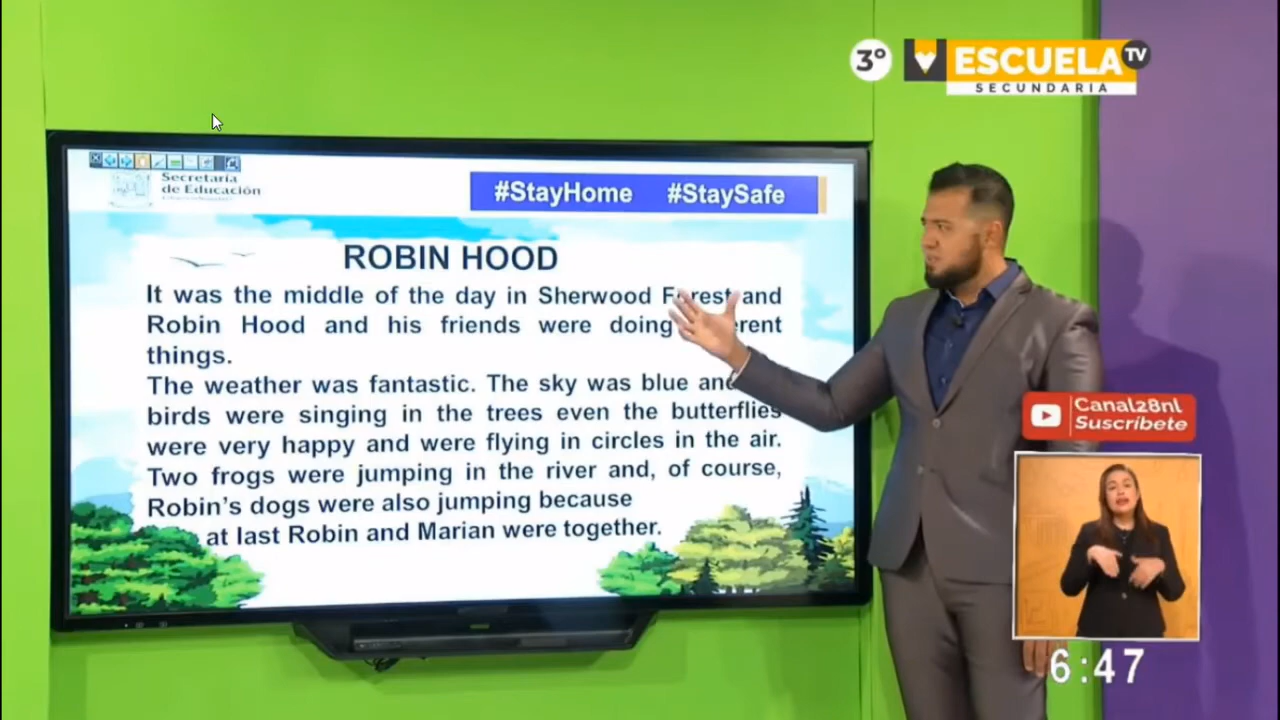 3°
ESCUELA TV
SECUNDARIA
Secretaría
de Educación
#StayHome #StaySafe
ROBIN HOOD
It was the middle of the day in Sherwood Forest and
Robin Hood and his friends were doing erent
things.
The weather was fantastic. The sky was blue and
birds were singing in the trees even the butterflies
were very happy and were flying in circles in the air.
Two frogs were jumping in the river and, of course,
Robin's dogs were also jumping because
at last Robin and Marian were together.
Canal28nl
Suscríbete
6:47